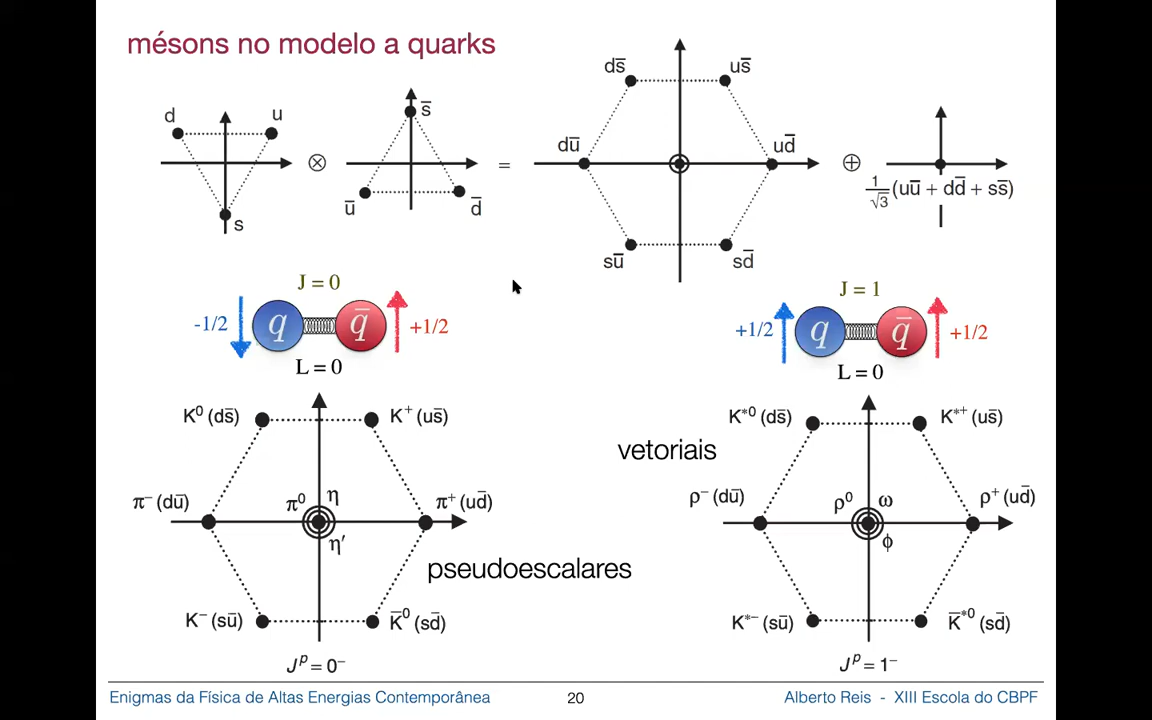 mésons no modelo a quarks
d u
s
⊗
s̄
ū d̄
=
ds̄ us̄
dū ud̄
sū sd̄
⊕
1/√3 (uū + dd̄ + ss̄)
J = 0
-1/2 q q̄ +1/2
L = 0
J = 1
+1/2 q q̄ +1/2
L = 0
K⁰ (ds̄) K⁺ (us̄)
π⁻ (dū) π⁰ η π⁺ (ud̄)
η′
K⁻ (sū) K̄⁰ (sd̄)
Jᴾ = 0⁻
pseudoescalares
vetoriais
K*⁰ (ds̄) K*⁺ (us̄)
ρ⁻ (dū) ρ⁰ ω ρ⁺ (ud̄)
ϕ
K*⁻ (sū) K̄*⁰ (sd̄)
Jᴾ = 1⁻
Enigmas da Física de Altas Energias Contemporânea
20
Alberto Reis - XIII Escola do CBPF